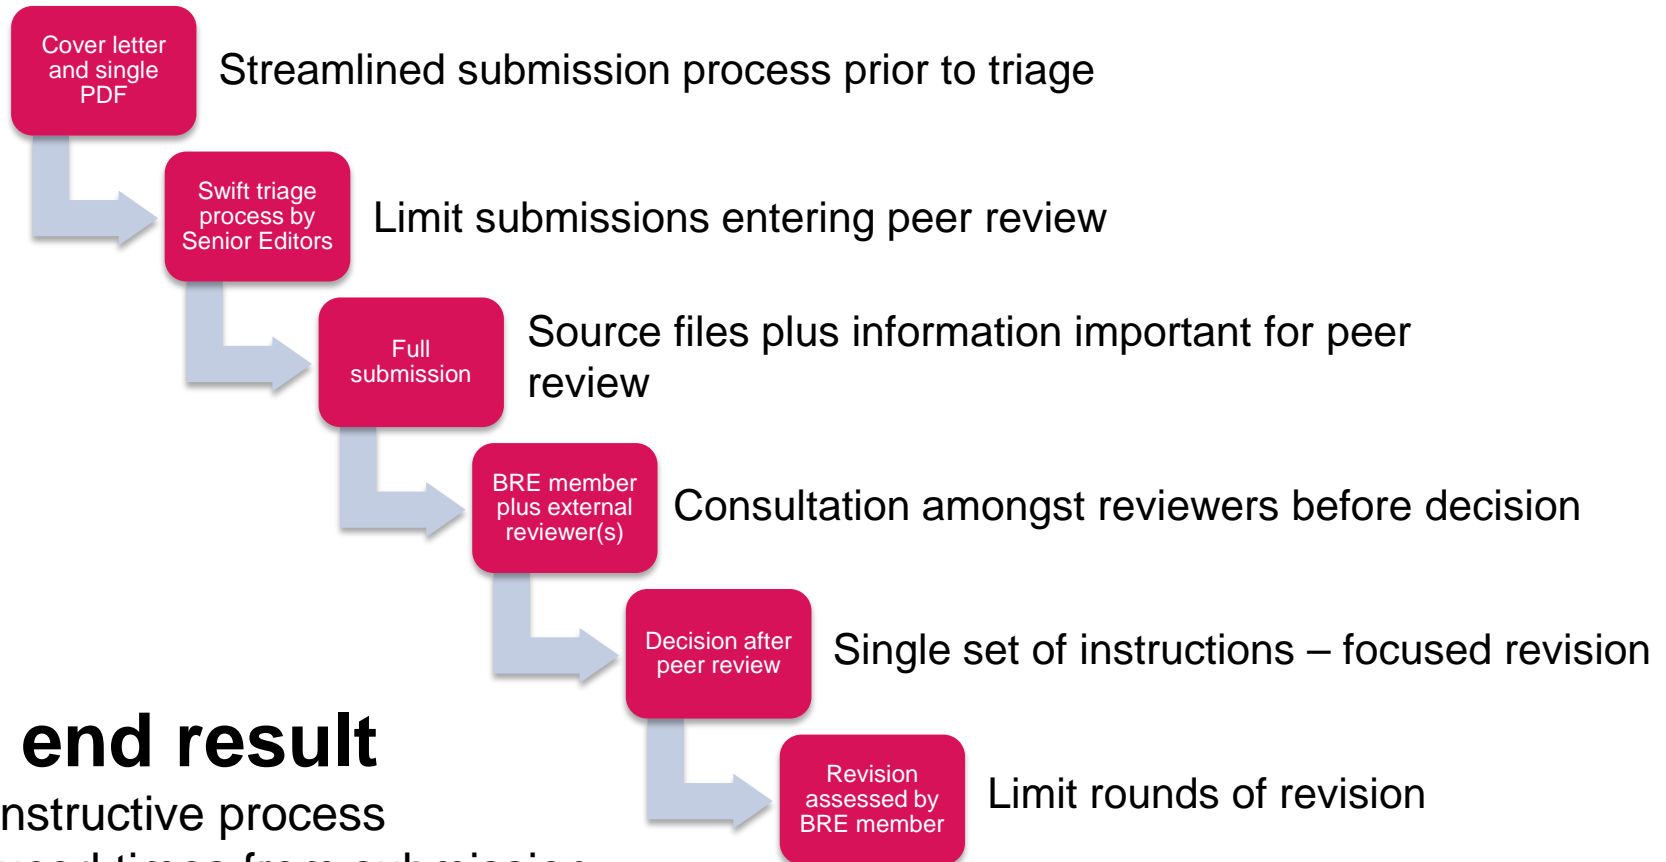 Cover letter
and single
PDF
Streamlined submission process prior to triage
Swift triage
process by
Senior Editors
Limit submissions entering peer review
Full
submission
Source files plus information important for peer
review
BRE member
plus external
reviewer(s)
Consultation amongst reviewers before decision
Decision after
peer review
Single set of instructions – focused revision
end result
nstructive process
Revision
assessed by
BRE member
Limit rounds of revision
times from submission